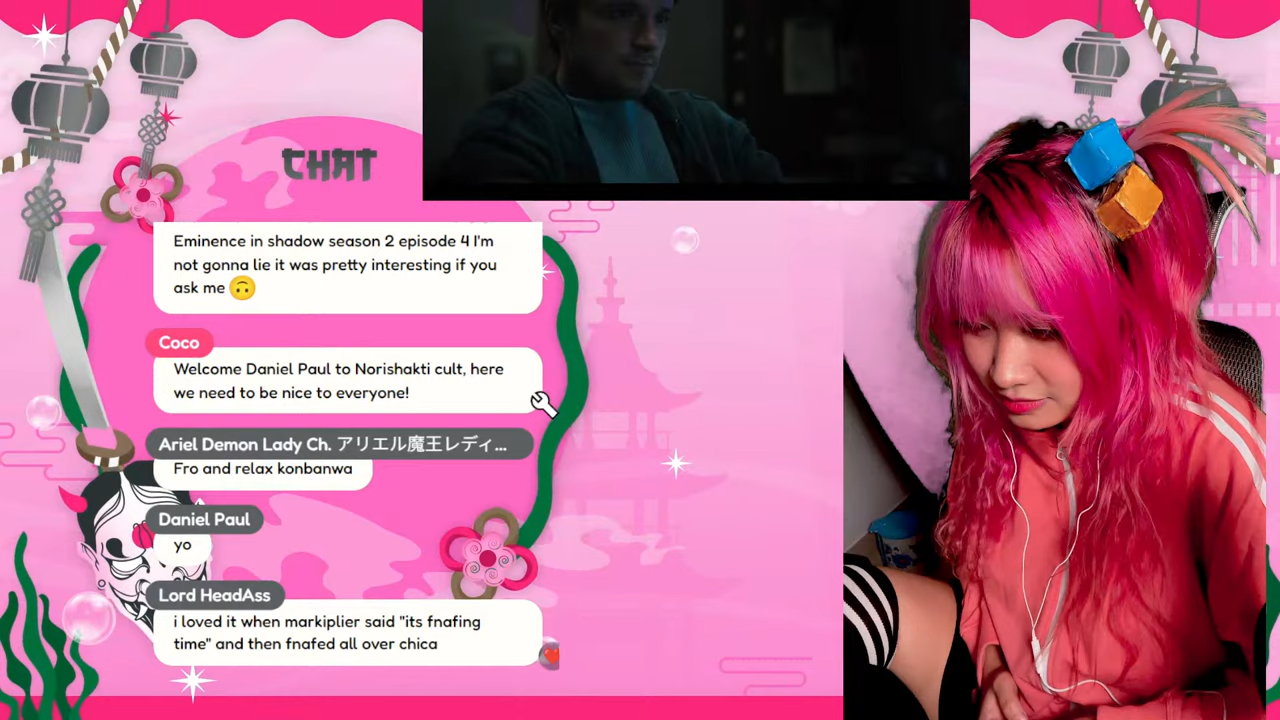 CHAT
Eminence in shadow season 2 episode 4 I'm
not gonna lie it was pretty interesting if you
ask me 🙃
Coco
Welcome Daniel Paul to Norishakti cult, here
we need to be nice to everyone!
Ariel Demon Lady Ch. アリエル魔王レディ...
Fro and relax konbanwa
Daniel Paul
yo
Lord HeadAss
i loved it when markiplier said "its fnafing
time" and then fnafed all over chica